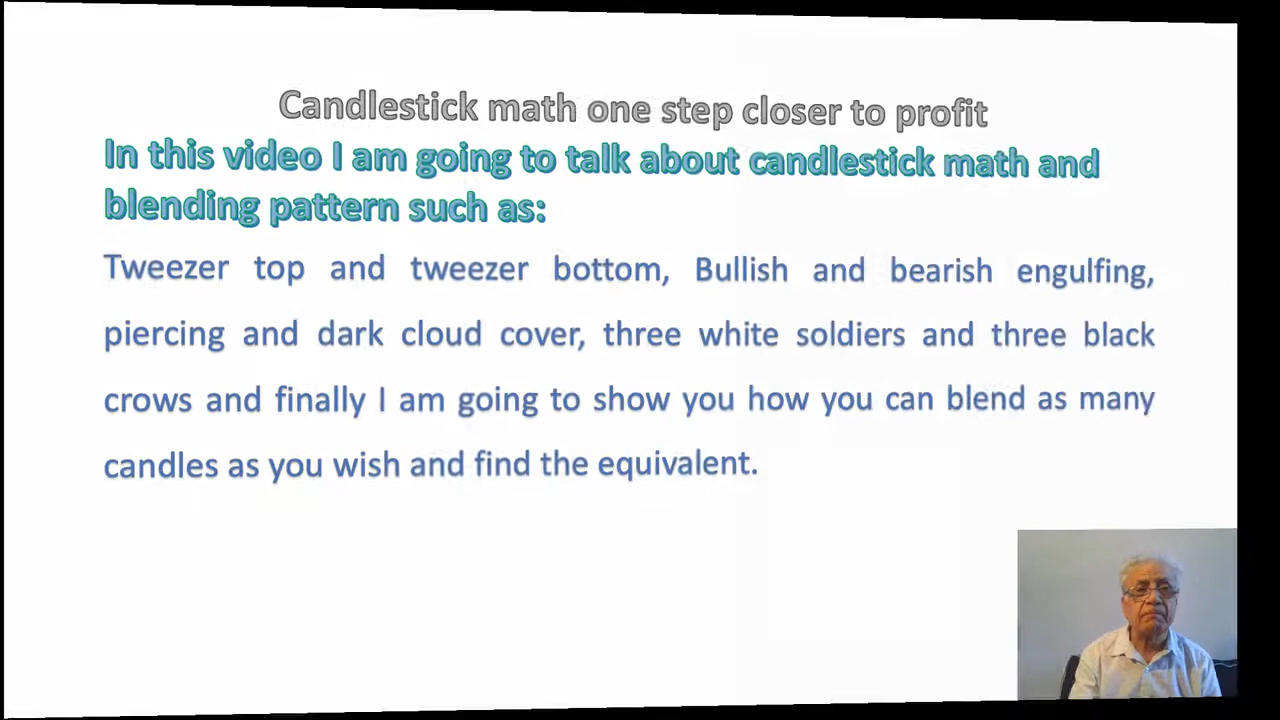 Candlestick math one step closer to profit
In this video I am going to talk about candlestick math and
blending pattern such as:
Tweezer top and tweezer bottom, Bullish and bearish engulfing,
piercing and dark cloud cover, three white soldiers and three black
crows and finally I am going to show you how you can blend as many
candles as you wish and find the equivalent.